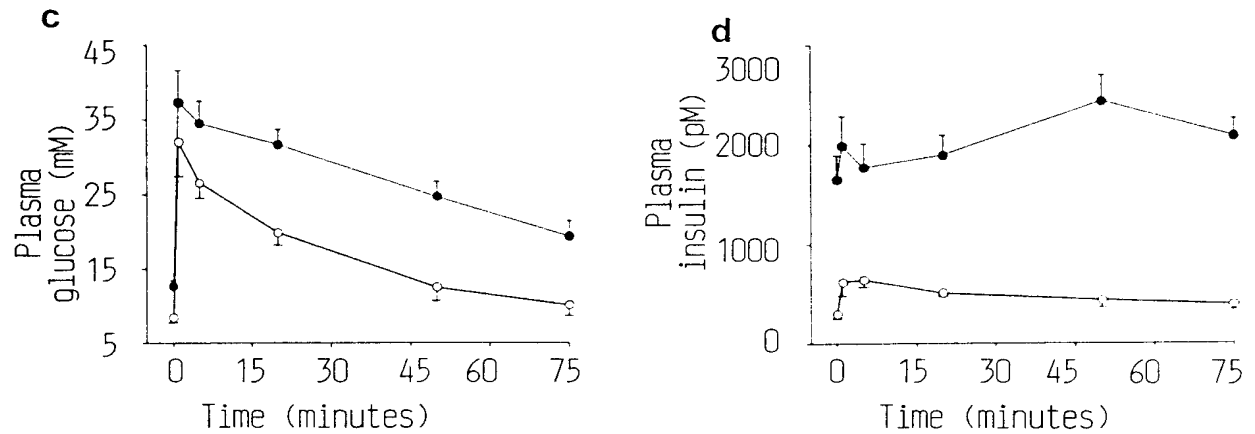 c
45
35
25
15
5
Plasma
glucose (mM)
0 15 30 45 60 75
Time (minutes)
d
3000
2000
1000
0
Plasma
insulin (pM)
0 15 30 45 60 75
Time (minutes)